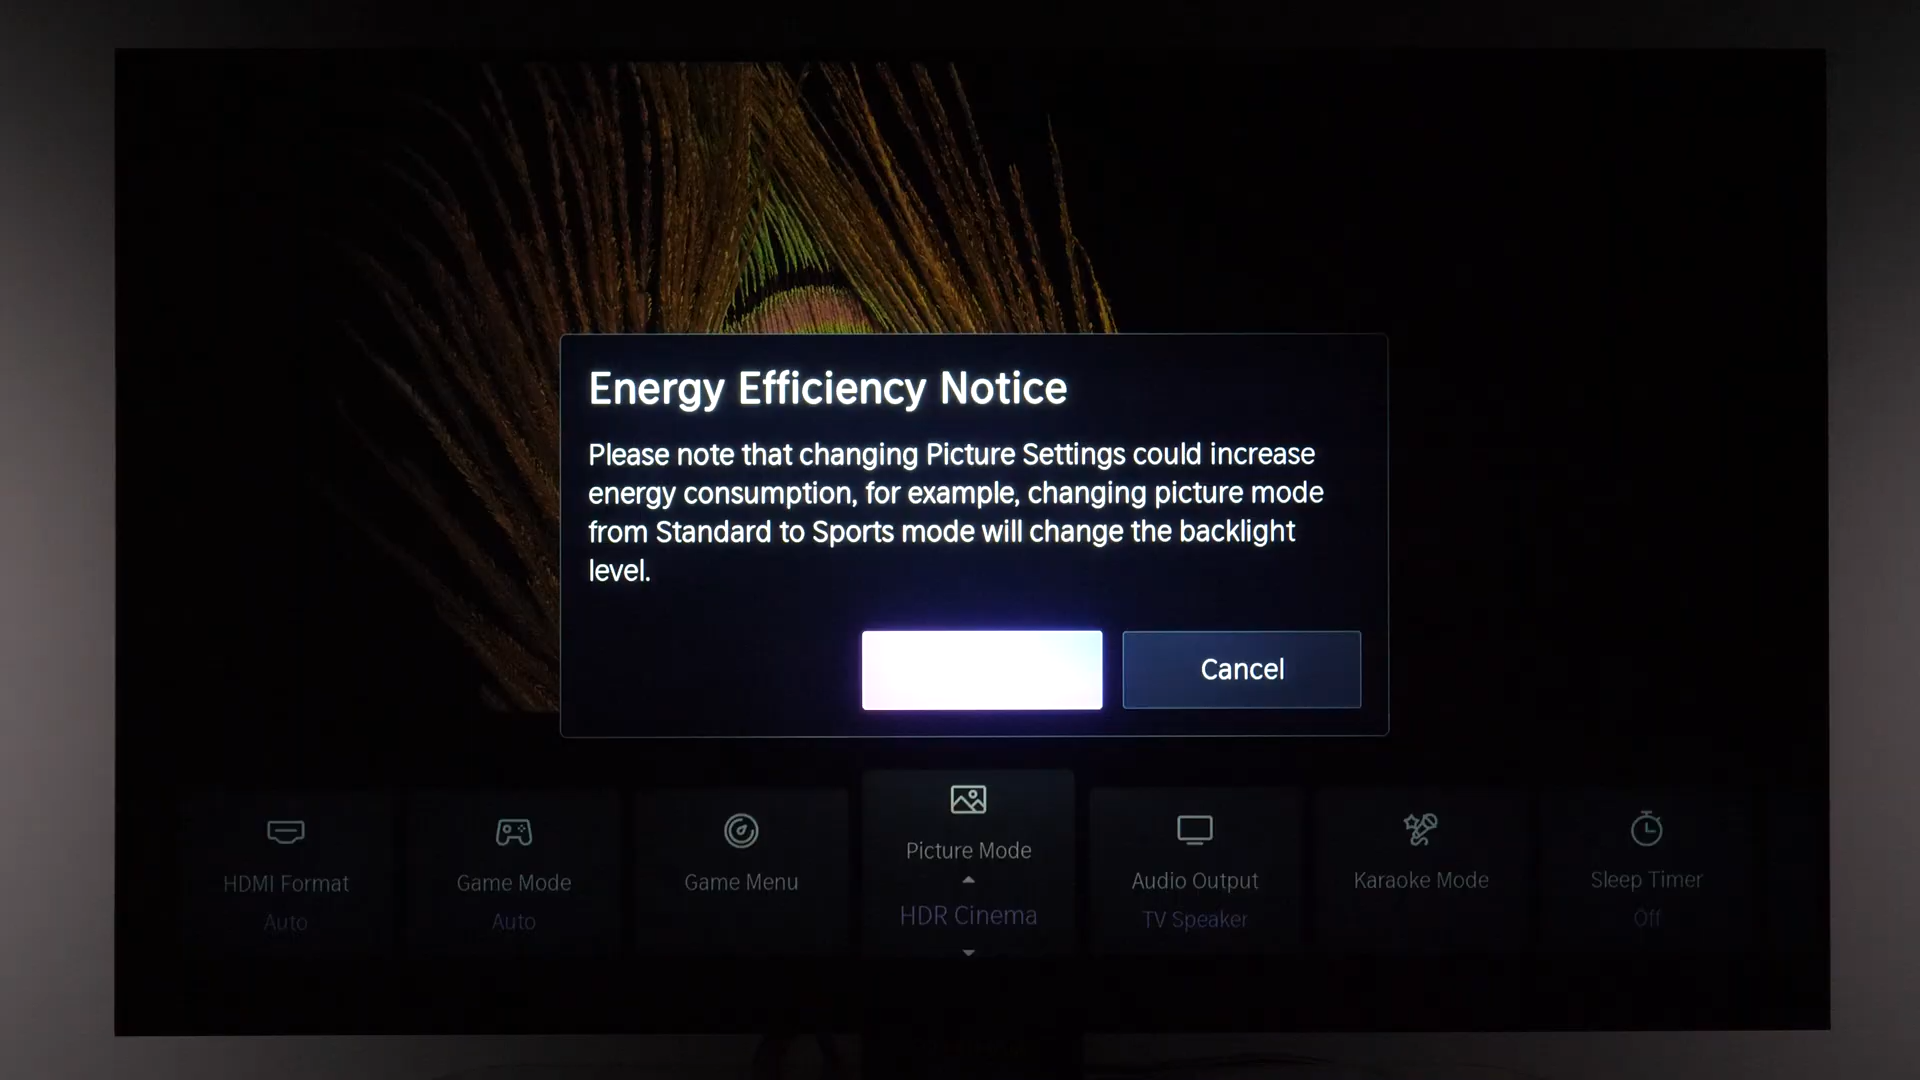 Energy Efficiency Notice
Please note that changing Picture Settings could increase
energy consumption, for example, changing picture mode
from Standard to Sports mode will change the backlight
level.
Cancel
Picture Mode
HDMI Format
Game Mode
Game Menu
HDR Cinema
Audio Output
Karaoke Mode
Sleep Timer
Auto
Auto
TV Speaker
Off